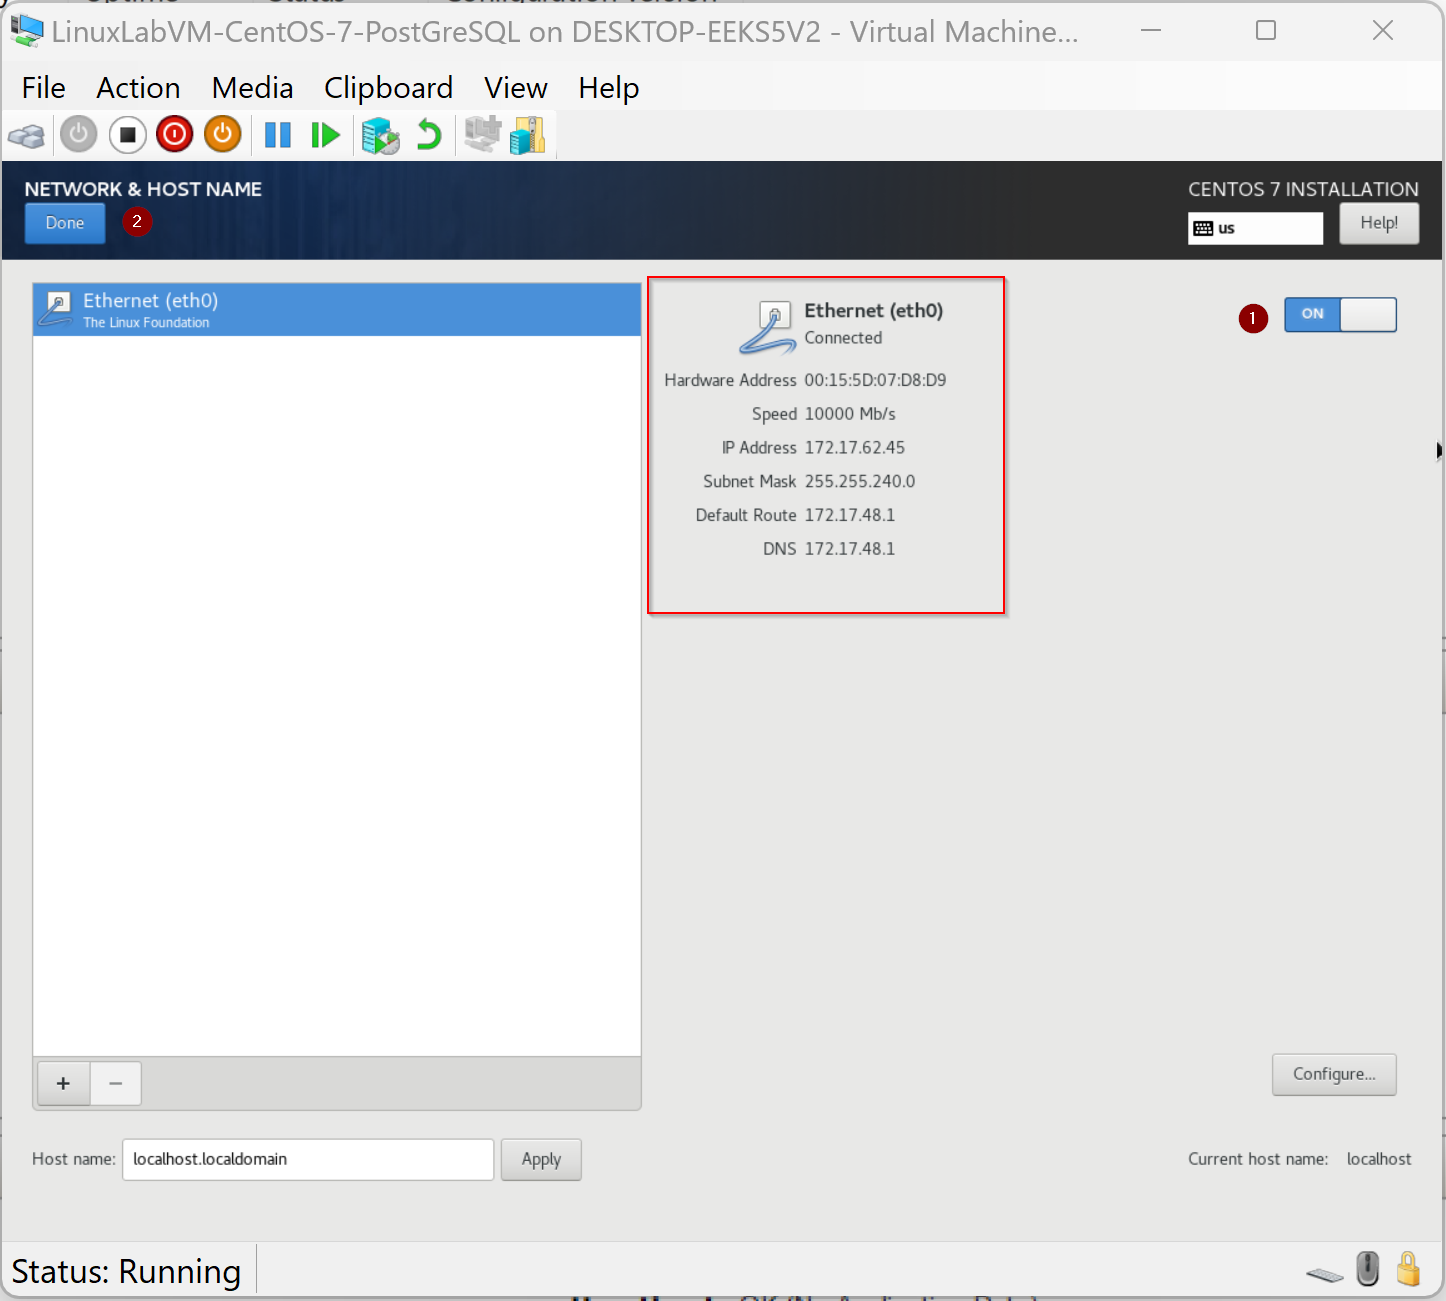 LinuxLabVM-CentOS-7-PostGreSQL on DESKTOP-EEKS5V2 - Virtual Machine...
File Action Media Clipboard View Help
NETWORK & HOST NAME
CENTOS 7 INSTALLATION
Done
2
us
Help!
Ethernet (eth0)
The Linux Foundation
Ethernet (eth0)
Connected
1
ON
Hardware Address 00:15:5D:07:D8:D9
Speed 10000 Mb/s
IP Address 172.17.62.45
Subnet Mask 255.255.240.0
Default Route 172.17.48.1
DNS 172.17.48.1
+
−
Configure...
Host name: localhost.localdomain
Apply
Current host name: localhost
Status: Running